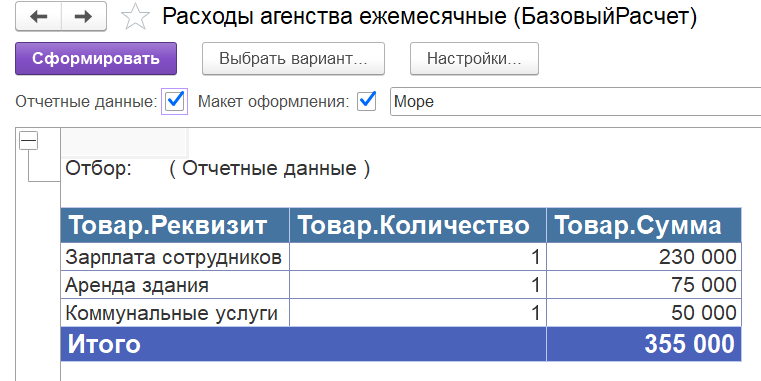 Расходы агенства ежемесячные (БазовыйРасчет)
Сформировать Выбрать вариант... Настройки...
Отчетные данные: Макет оформления: Море
Отбор: ( Отчетные данные )
Товар.Реквизит Товар.Количество Товар.Сумма
Зарплата сотрудников 1 230 000
Аренда здания 1 75 000
Коммунальные услуги 1 50 000
Итого 355 000